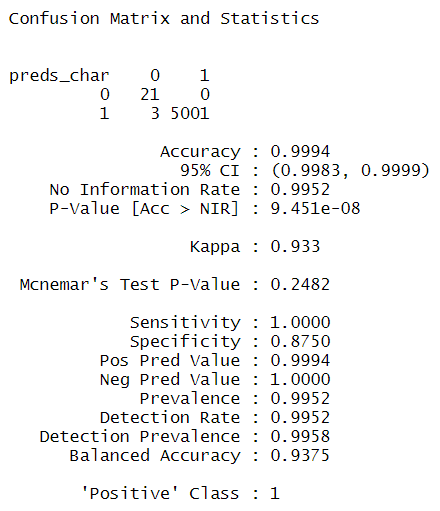 Confusion Matrix and Statistics
preds_char 0 1
0 21 0
1 3 5001
Accuracy : 0.9994
95% CI : (0.9983, 0.9999)
No Information Rate : 0.9952
P-Value [Acc > NIR] : 9.451e-08
Kappa : 0.933
Mcnemar's Test P-Value : 0.2482
Sensitivity : 1.0000
Specificity : 0.8750
Pos Pred Value : 0.9994
Neg Pred Value : 1.0000
Prevalence : 0.9952
Detection Rate : 0.9952
Detection Prevalence : 0.9958
Balanced Accuracy : 0.9375
'Positive' Class : 1